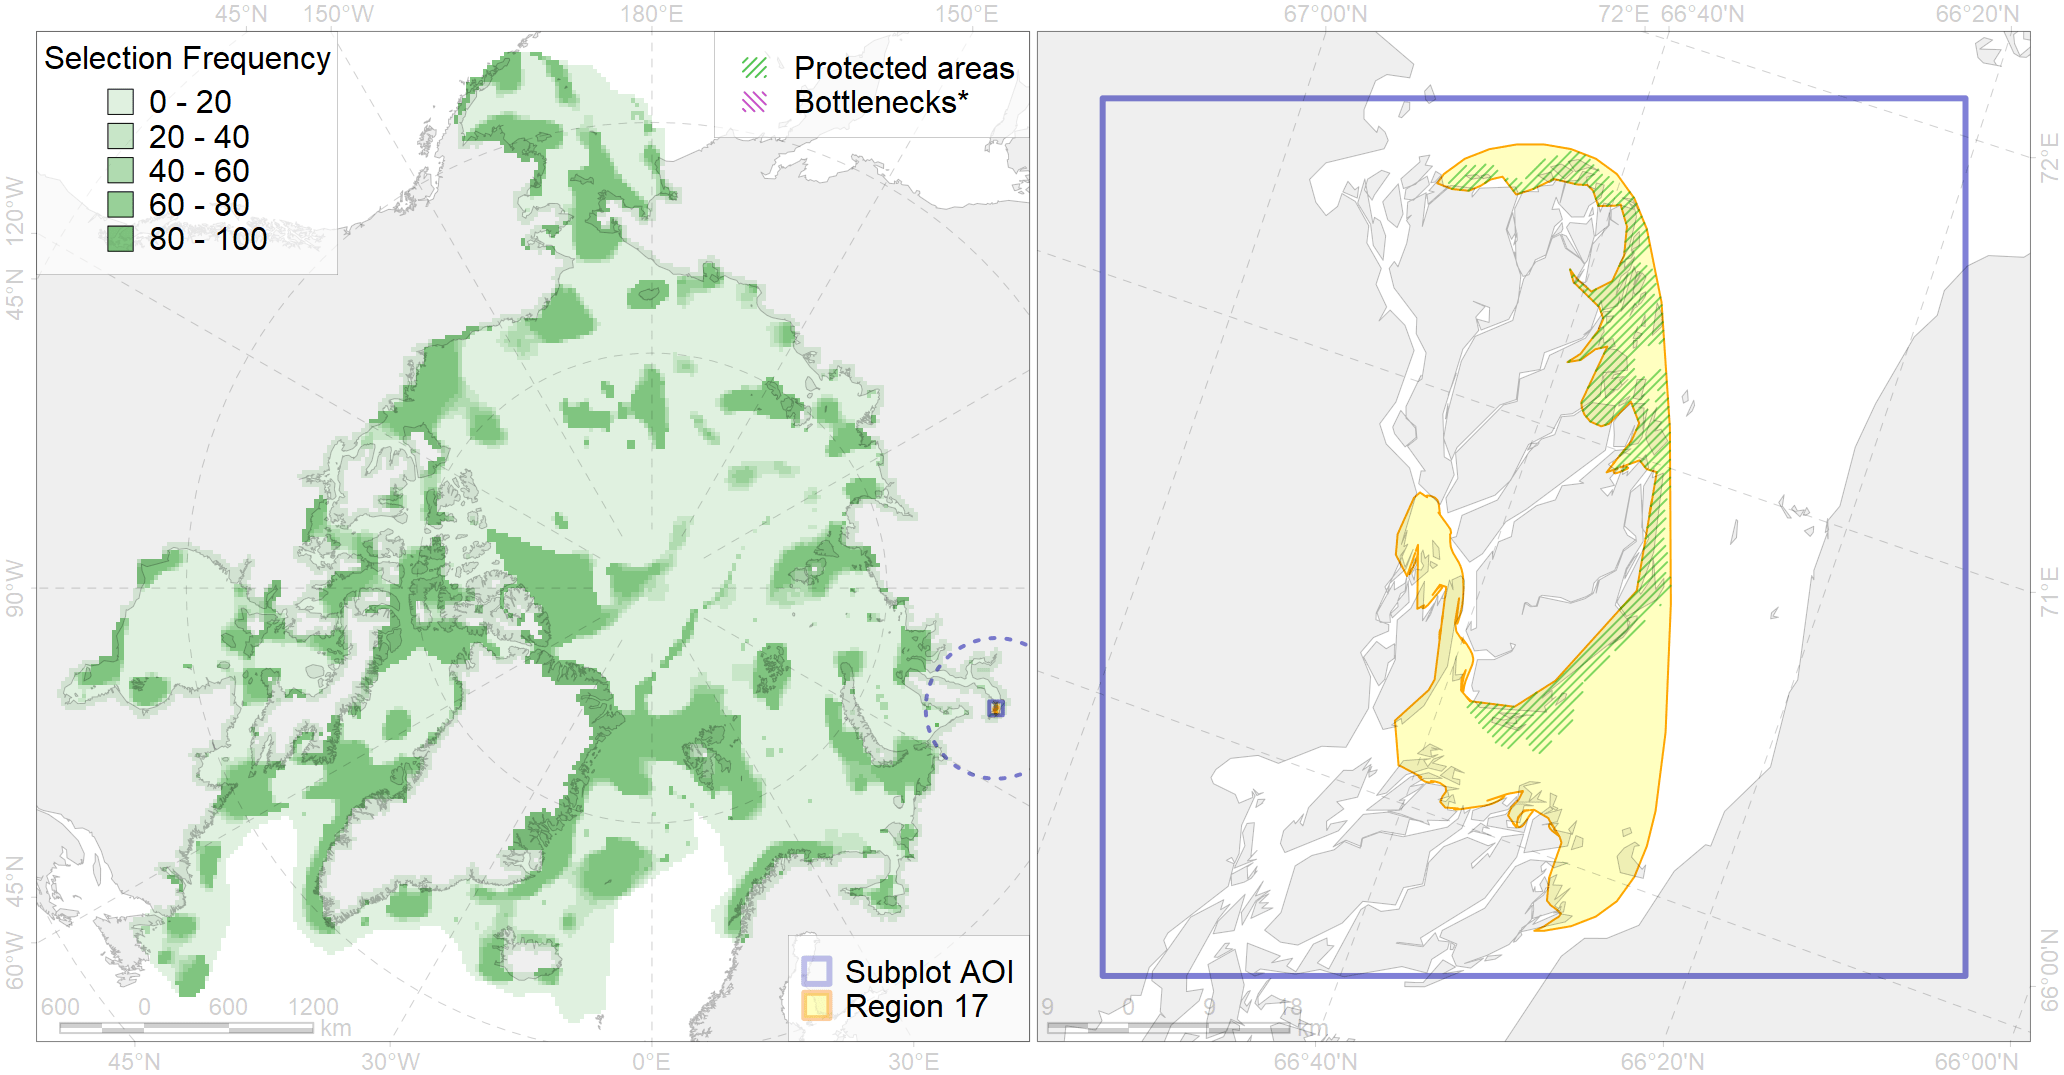 45°N 150°W 180°E 150°E 67°00'N 72°E 66°40'N 66°20'N
Selection Frequency
0 - 20
20 - 40
40 - 60
60 - 80
80 - 100
Protected areas
Bottlenecks*
120°W
45°N
90°W
45°N
60°W
72°E
71°E
66°00'N
Subplot AOI
Region 17
600 0 600 1200
km
9 0 9 18
km
45°N 30°W 0°E 30°E 66°40'N 66°20'N 66°00'N